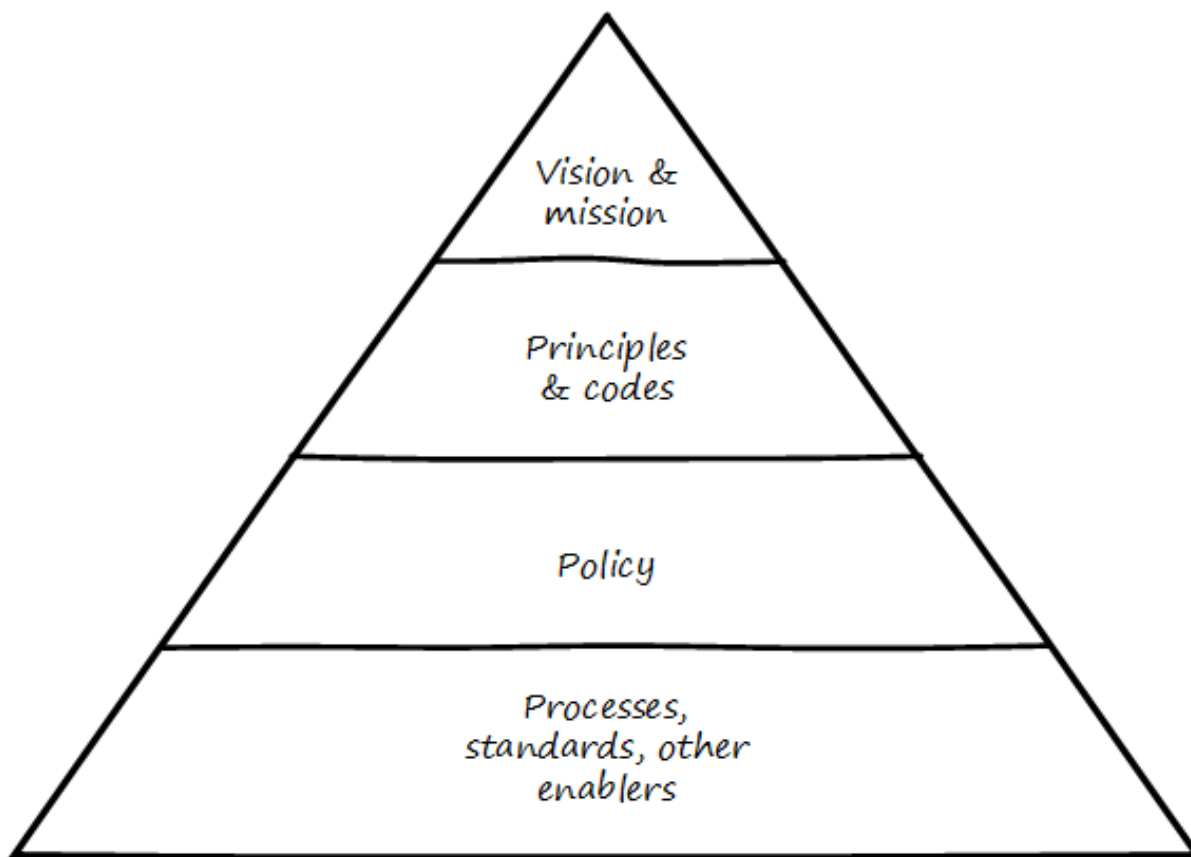 Vision &
mission
Principles
& codes
Policy
Processes,
standards, other
enablers